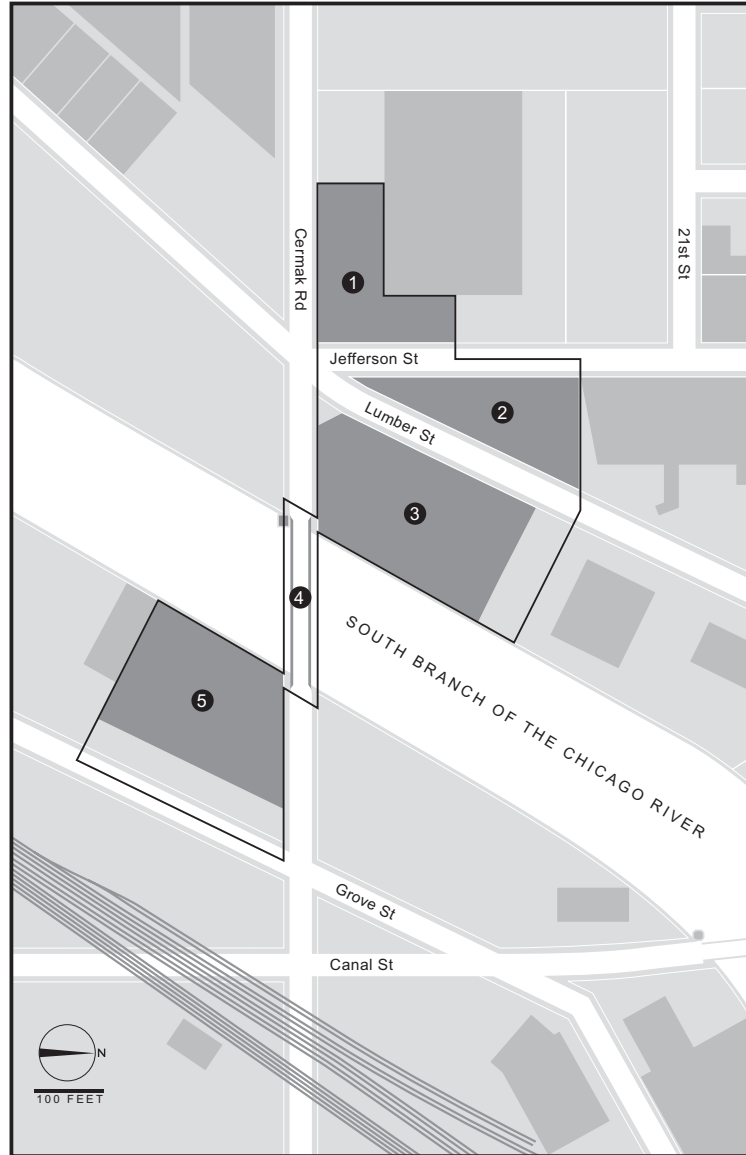 Cermak Rd
21st St
1
Jefferson St
2
Lumber St
3
4
SOUTH BRANCH OF THE CHICAGO RIVER
5
Grove St
Canal St
N
100 FEET